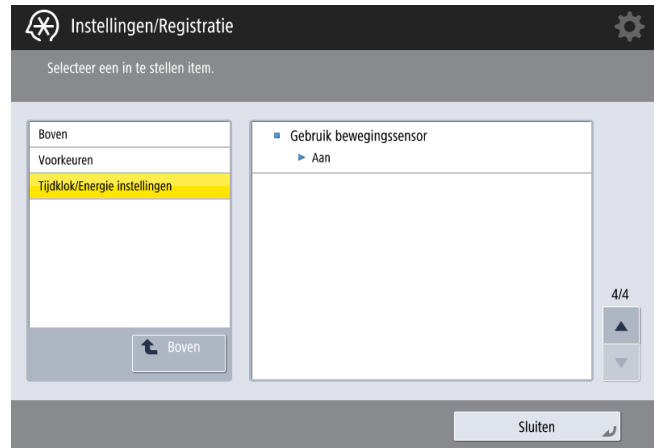 Instellingen/Registratie
Selecteer een in te stellen item.
Boven
Voorkeuren
Tijdklok/Energie instellingen
Boven
Gebruik bewegingssensor
Aan
4/4
Sluiten